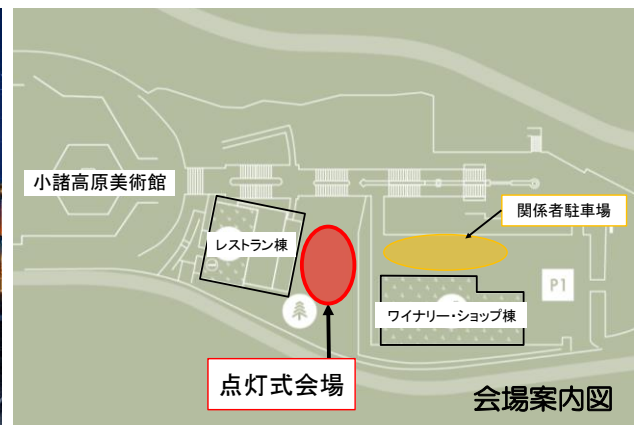 小諸高原美術館
関係者駐車場
レストラン棟
P1
ワイナリー・ショップ棟
点灯式会場
会場案内図